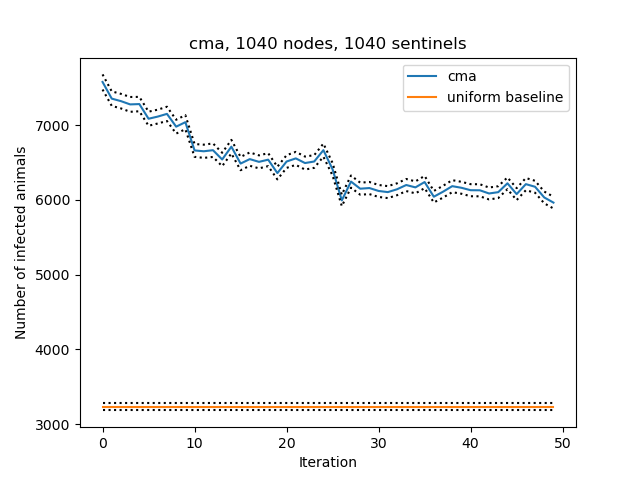 cma, 1040 nodes, 1040 sentinels
cma
uniform baseline
Number of infected animals
7000
6000
5000
4000
3000
0 10 20 30 40 50
Iteration